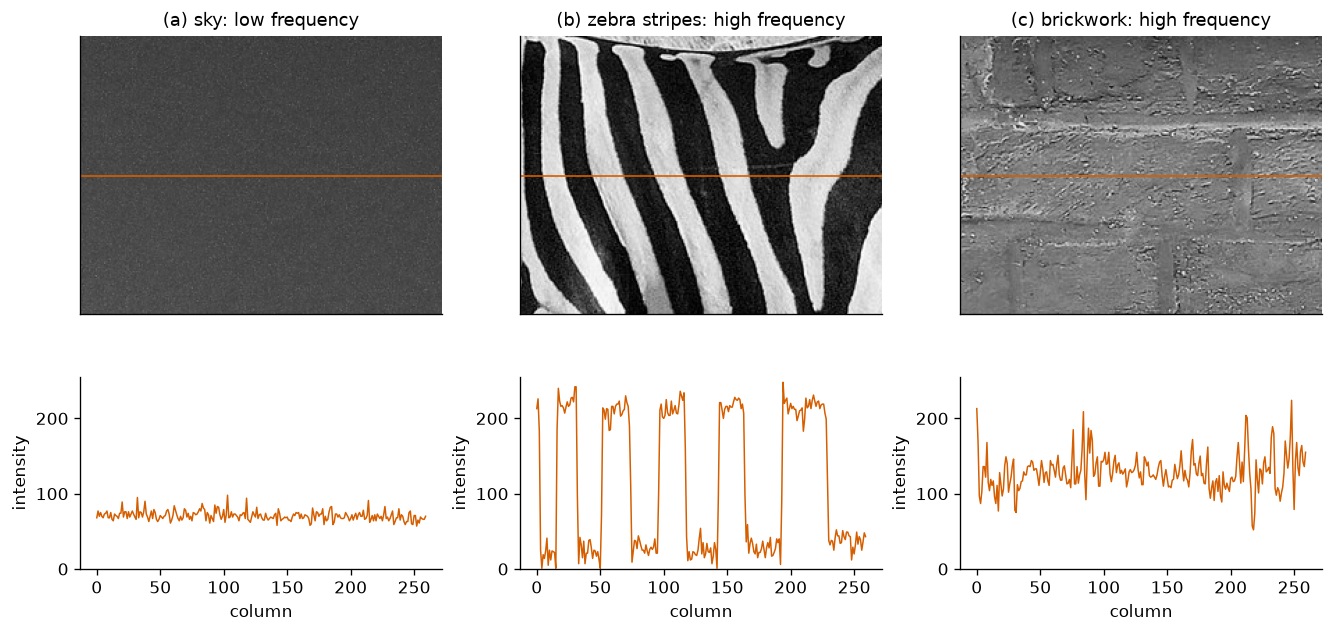 (a) sky: low frequency
(b) zebra stripes: high frequency
(c) brickwork: high frequency
intensity
200
100
0
0 50 100 150 200 250
column
intensity
200
100
0
0 50 100 150 200 250
column
intensity
200
100
0
0 50 100 150 200 250
column